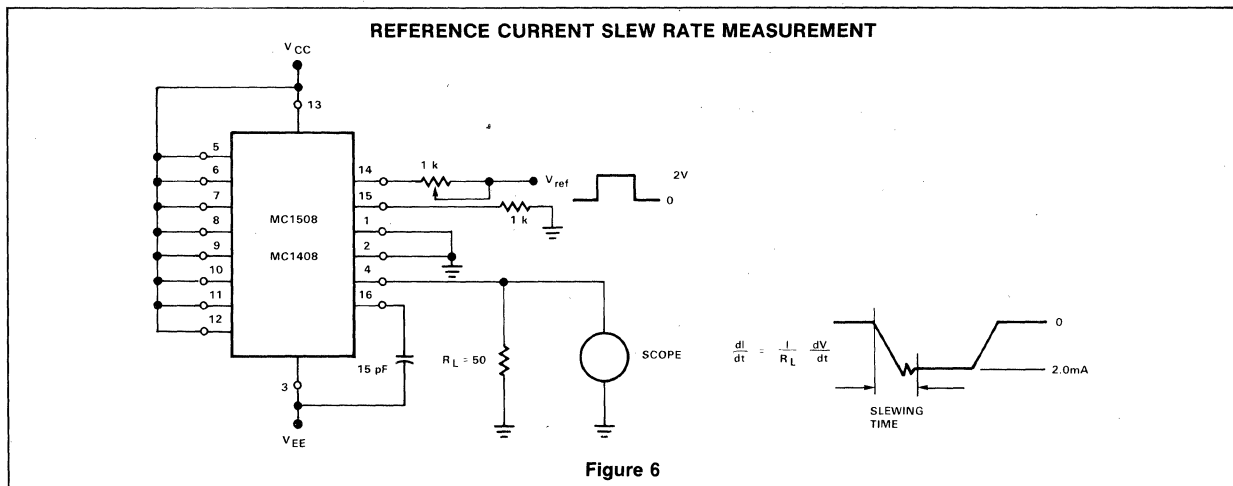 REFERENCE CURRENT SLEW RATE MEASUREMENT
VCC
13
5
6
7
8
9
10
11
12
MC1508
MC1408
14
15
1
2
4
16
3
VEE
1 k
Vref
1 k
2V
0
15 pF
RL = 50
SCOPE
dI/dt = I/RL dV/dt
0
2.0mA
SLEWING
TIME
Figure 6